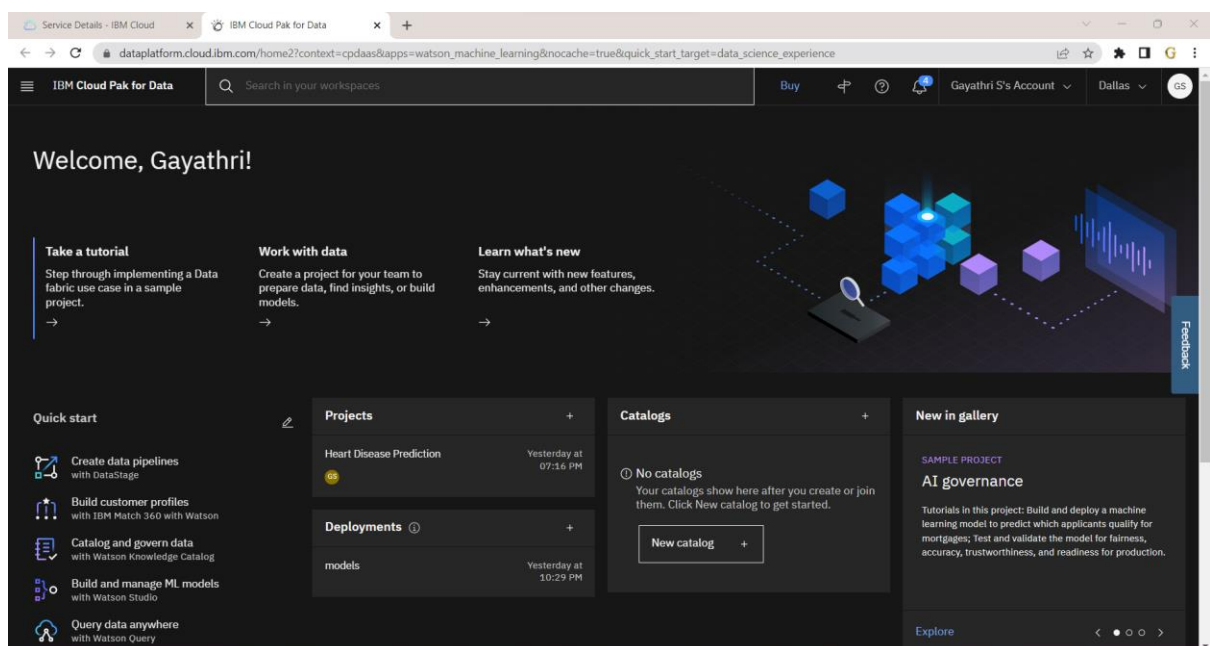 Service Details - IBM Cloud
IBM Cloud Pak for Data
dataplatform.cloud.ibm.com/home2?context=cpdaas&apps=watson_machine_learning&nocache=true&quick_start_target=data_science_experience
G
IBM Cloud Pak for Data
Search in your workspaces
Buy
4
Gayathri S's Account
Dallas
GS
Welcome, Gayathri!
Take a tutorial
Step through implementing a Data
fabric use case in a sample
project.
Work with data
Create a project for your team to
prepare data, find insights, or build
models.
Learn what's new
Stay current with new features,
enhancements, and other changes.
Feedback
Quick start
Create data pipelines
with DataStage
Build customer profiles
with IBM Match 360 with Watson
Catalog and govern data
with Watson Knowledge Catalog
Build and manage ML models
with Watson Studio
Query data anywhere
with Watson Query
Projects
Heart Disease Prediction
Yesterday at
07:16 PM
GS
Deployments
models
Yesterday at
10:29 PM
Catalogs
No catalogs
Your catalogs show here after you create or join
them. Click New catalog to get started.
New catalog +
New in gallery
SAMPLE PROJECT
AI governance
Tutorials in this project: Build and deploy a machine
learning model to predict which applicants qualify for
mortgages; Test and validate the model for fairness,
accuracy, trustworthiness, and readiness for production.
Explore